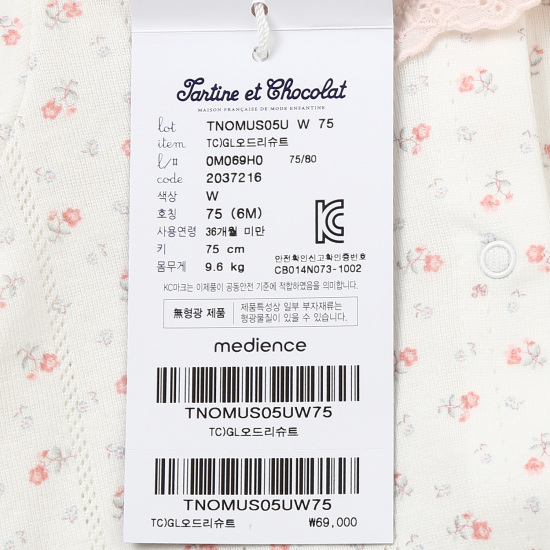 Tartine et Chocolat
MAISON FRANÇAISE DE MODE ENFANTINE
lot TNOMUS05U W 75
item TC)GL오드리슈트
l/# 0M069H0 75/80
code 2037216
색상 W
호칭 75 (6M)
사용연령 36개월 미만
키 75 cm
몸무게 9.6 kg
안전확인신고확인증번호
CB014N073-1002
KC마크는 이제품이 공동안전 기준에 적합하였음을 의미합니다.
無형광 제품
제품특성상 일부 부자재류는
형광물질이 있을 수 있습니다.
medience
TNOMUS05UW75
TC)GL오드리슈트
TNOMUS05UW75
TC)GL오드리슈트 ₩69,000